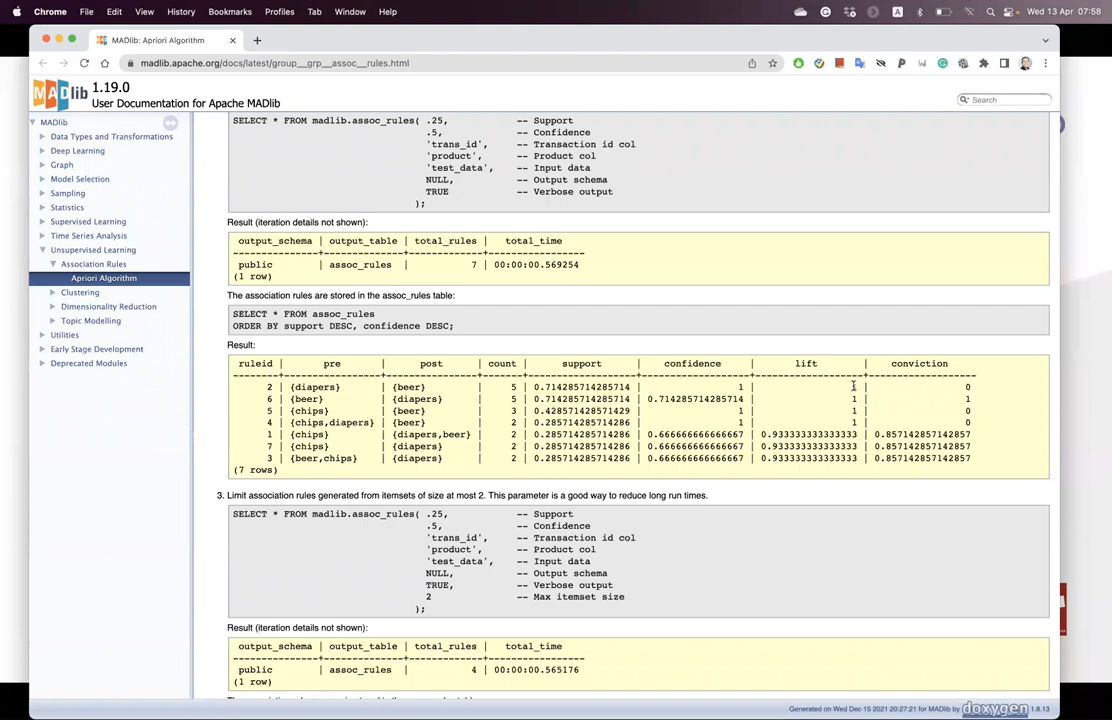 Chrome File Edit View History Bookmarks Profiles Tab Window Help A Wed 13 Apr 07:58
MADlib: Apriori Algorithm
madlib.apache.org/docs/latest/group__grp__assoc__rules.html
MADlib 1.19.0
User Documentation for Apache MADlib
Search
MADlib
Data Types and Transformations
Deep Learning
Graph
Model Selection
Sampling
Statistics
Supervised Learning
Time Series Analysis
Unsupervised Learning
Association Rules
Apriori Algorithm
Clustering
Dimensionality Reduction
Topic Modelling
Utilities
Early Stage Development
Deprecated Modules
SELECT * FROM madlib.assoc_rules( .25, -- Support
.5, -- Confidence
'trans_id', -- Transaction id col
'product', -- Product col
'test_data', -- Input data
NULL, -- Output schema
TRUE -- Verbose output
);
Result (iteration details not shown):
output_schema | output_table | total_rules | total_time
---------------+--------------+-------------+-----------------
public | assoc_rules | 7 | 00:00:00.569254
(1 row)
The association rules are stored in the assoc_rules table:
SELECT * FROM assoc_rules
ORDER BY support DESC, confidence DESC;
Result:
ruleid | pre | post | count | support | confidence | lift | conviction
--------+-----------------+----------------+-------+-------------------+-------------------+-------------------+-------------------
2 | {diapers} | {beer} | 5 | 0.714285714285714 | 1 | 1 | 0
6 | {beer} | {diapers} | 5 | 0.714285714285714 | 0.714285714285714 | 1 | 1
5 | {chips} | {beer} | 3 | 0.428571428571429 | 1 | 1 | 0
4 | {chips,diapers} | {beer} | 2 | 0.285714285714286 | 1 | 1 | 0
1 | {chips} | {diapers,beer} | 2 | 0.285714285714286 | 0.666666666666667 | 0.933333333333333 | 0.857142857142857
7 | {chips} | {diapers} | 2 | 0.285714285714286 | 0.666666666666667 | 0.933333333333333 | 0.857142857142857
3 | {beer,chips} | {diapers} | 2 | 0.285714285714286 | 0.666666666666667 | 0.933333333333333 | 0.857142857142857
(7 rows)
3. Limit association rules generated from itemsets of size at most 2. This parameter is a good way to reduce long run times.
SELECT * FROM madlib.assoc_rules( .25, -- Support
.5, -- Confidence
'trans_id', -- Transaction id col
'product', -- Product col
'test_data', -- Input data
NULL, -- Output schema
TRUE, -- Verbose output
2 -- Max itemset size
);
Result (iteration details not shown):
output_schema | output_table | total_rules | total_time
---------------+--------------+-------------+-----------------
public | assoc_rules | 4 | 00:00:00.565176
(1 row)
Generated on Wed Dec 15 2021 20:27:21 for MADlib by doxygen 1.8.13